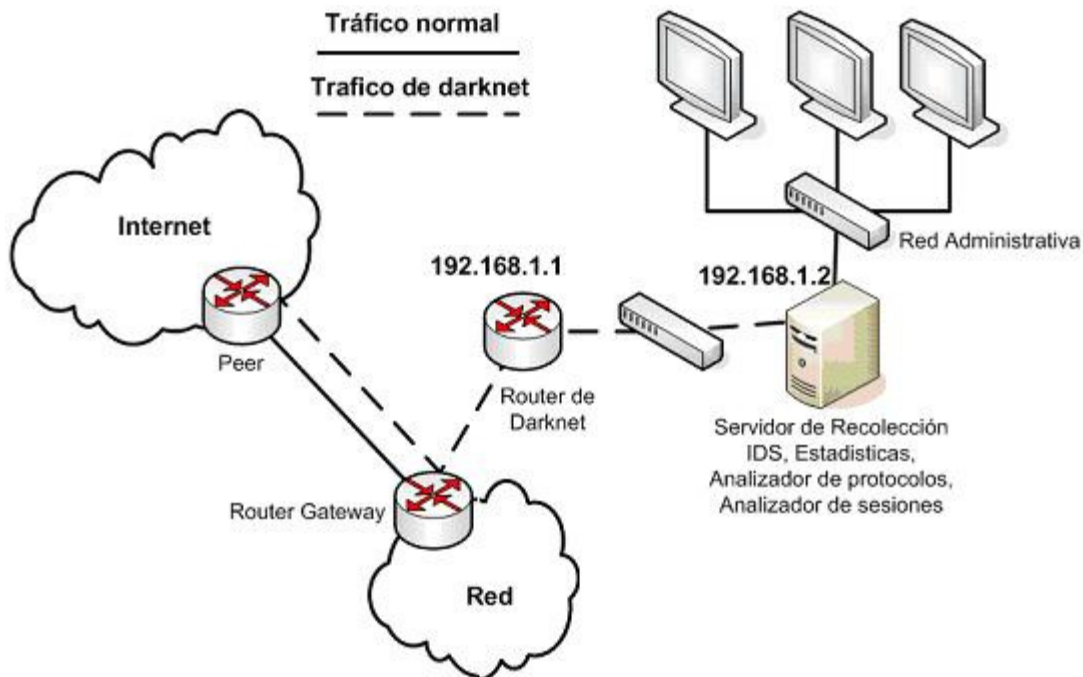 Tráfico normal
Trafico de darknet
Internet
Peer
Red Administrativa
192.168.1.1
192.168.1.2
Router de
Darknet
Servidor de Recolección
IDS, Estadisticas,
Analizador de protocolos,
Analizador de sesiones
Router Gateway
Red